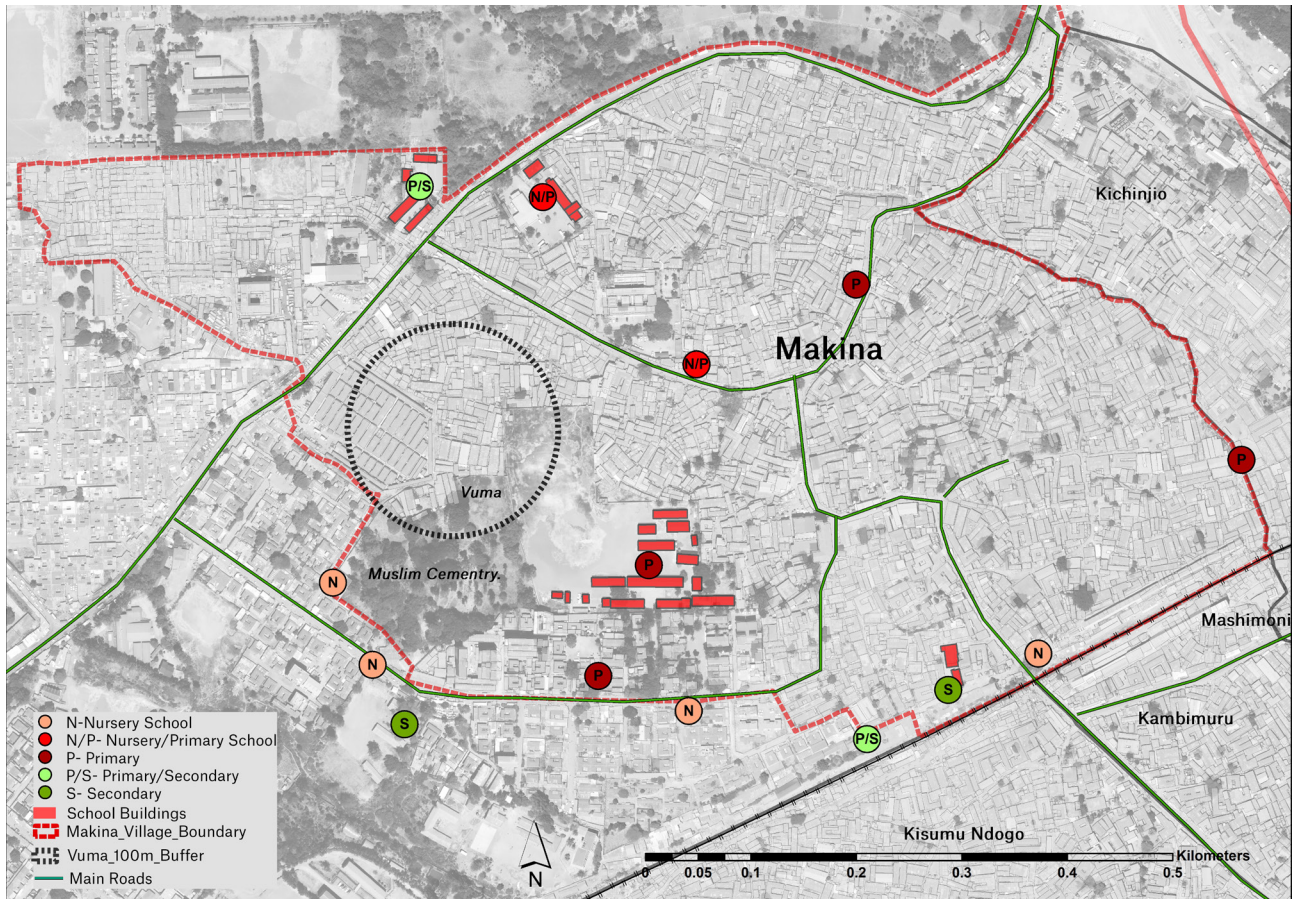 Kichinjio
P/S
N/P
P
Makina
N/P
P
Vuma
Muslim Cementry.
P
N
Mashimoni
N
N
P
S
N
Kambimuru
S
P/S
N-Nursery School
N/P- Nursery/Primary School
P- Primary
P/S- Primary/Secondary
S- Secondary
School Buildings
Makina_Village_Boundary
Vuma_100m_Buffer
Main Roads
Kisumu Ndogo
N
Kilometers
0 0.05 0.1 0.2 0.3 0.4 0.5